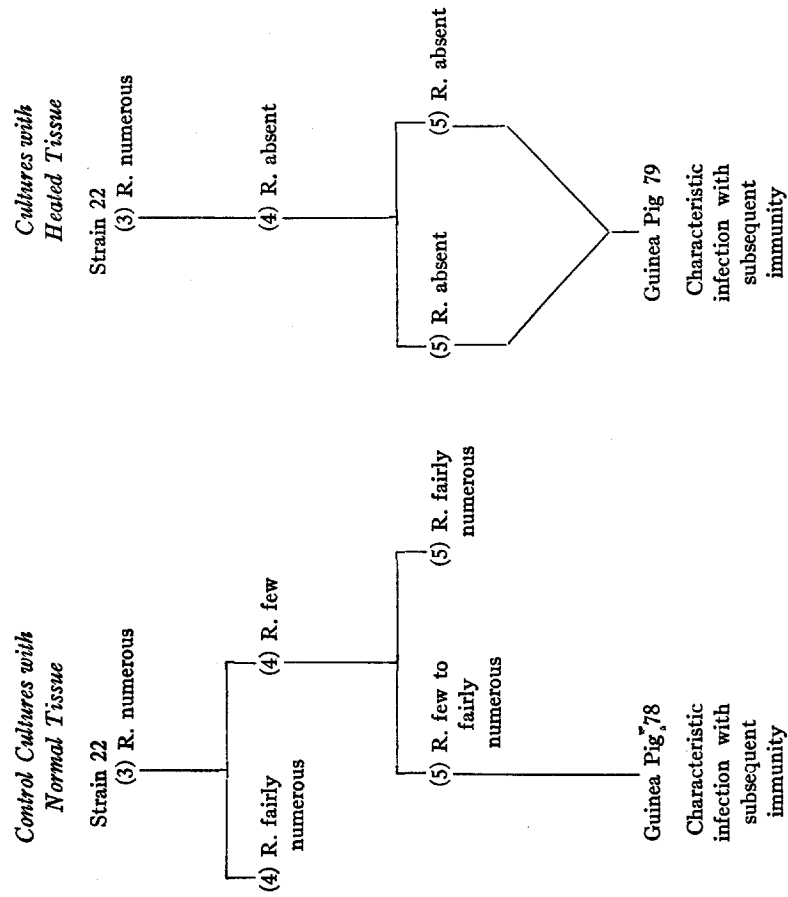 Control Cultures with
Normal Tissue
Strain 22
(3) R. numerous
(4) R. fairly
numerous
(4) R. few
(5) R. few to
fairly
numerous
(5) R. fairly
numerous
Guinea Pig 78
Characteristic
infection with
subsequent
immunity
Cultures with
Heated Tissue
Strain 22
(3) R. numerous
(4) R. absent
(5) R. absent
(5) R. absent
Guinea Pig 79
Characteristic
infection with
subsequent
immunity